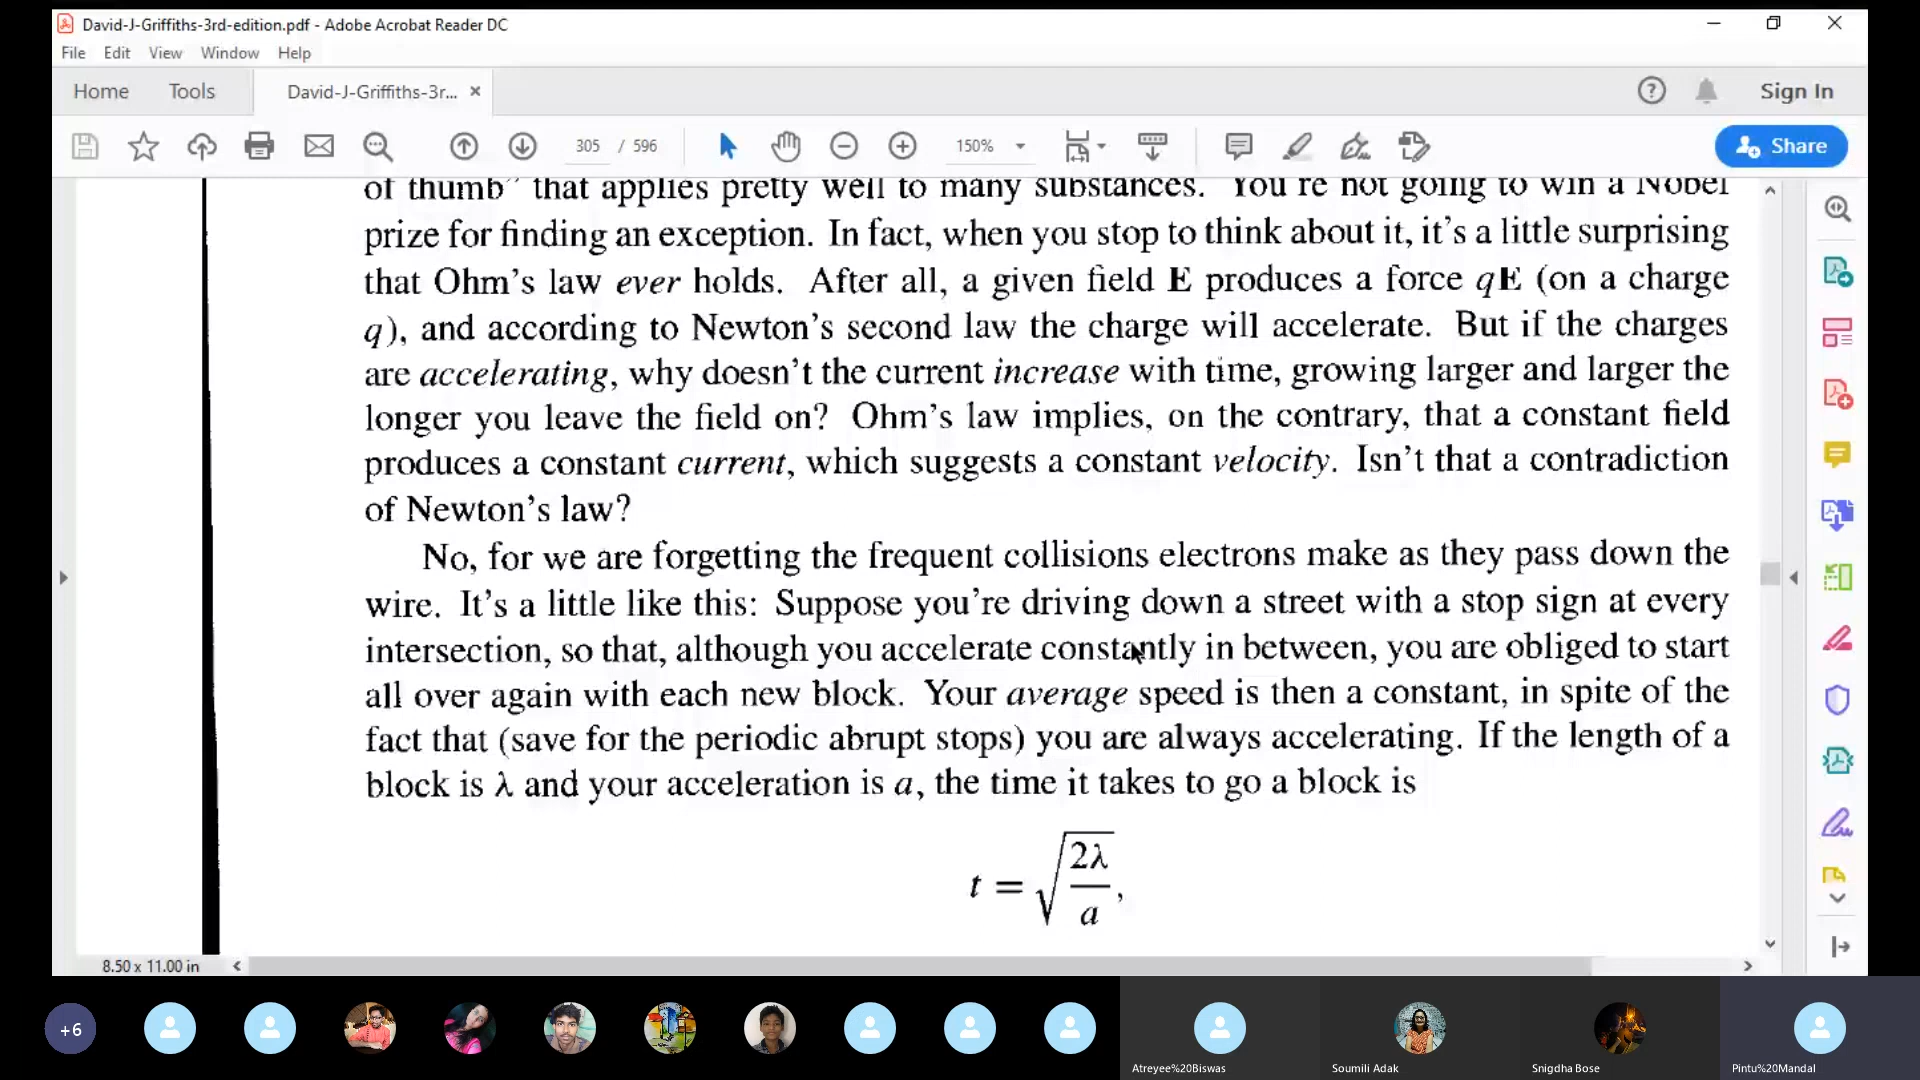 David-J-Griffiths-3rd-edition.pdf - Adobe Acrobat Reader DC
File Edit View Window Help
Home Tools David-J-Griffiths-3r... × Sign In
305 / 596 150% Share
of thumb” that applies pretty well to many substances. You’re not going to win a Nobel
prize for finding an exception. In fact, when you stop to think about it, it’s a little surprising
that Ohm’s law ever holds. After all, a given field E produces a force qE (on a charge
q), and according to Newton’s second law the charge will accelerate. But if the charges
are accelerating, why doesn’t the current increase with time, growing larger and larger the
longer you leave the field on? Ohm’s law implies, on the contrary, that a constant field
produces a constant current, which suggests a constant velocity. Isn’t that a contradiction
of Newton’s law?
No, for we are forgetting the frequent collisions electrons make as they pass down the
wire. It’s a little like this: Suppose you’re driving down a street with a stop sign at every
intersection, so that, although you accelerate constantly in between, you are obliged to start
all over again with each new block. Your average speed is then a constant, in spite of the
fact that (save for the periodic abrupt stops) you are always accelerating. If the length of a
block is λ and your acceleration is a, the time it takes to go a block is
t = √(2λ/a),
8.50 x 11.00 in
+6
Atreyee%20Biswas Soumili Adak Snigdha Bose Pintu%20Mandal